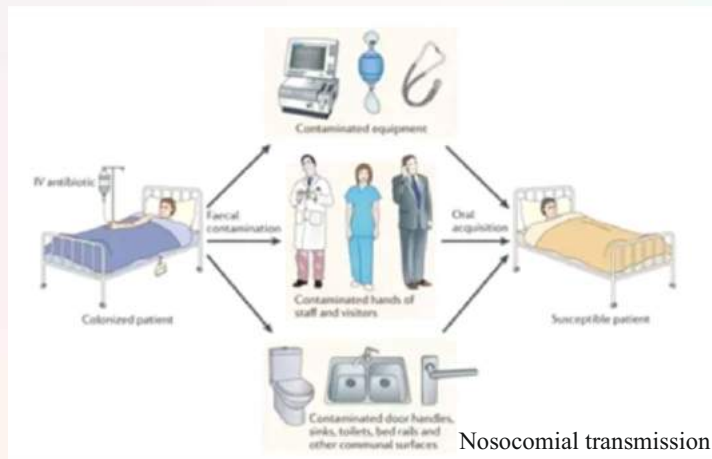 Contaminated equipment
IV antibiotic
Faecal
contamination
Oral
acquisition
Contaminated hands of
staff and visitors
Colonized patient
Susceptible patient
Contaminated door handles,
sinks, toilets, bed rails and
other communal surfaces
Nosocomial transmission